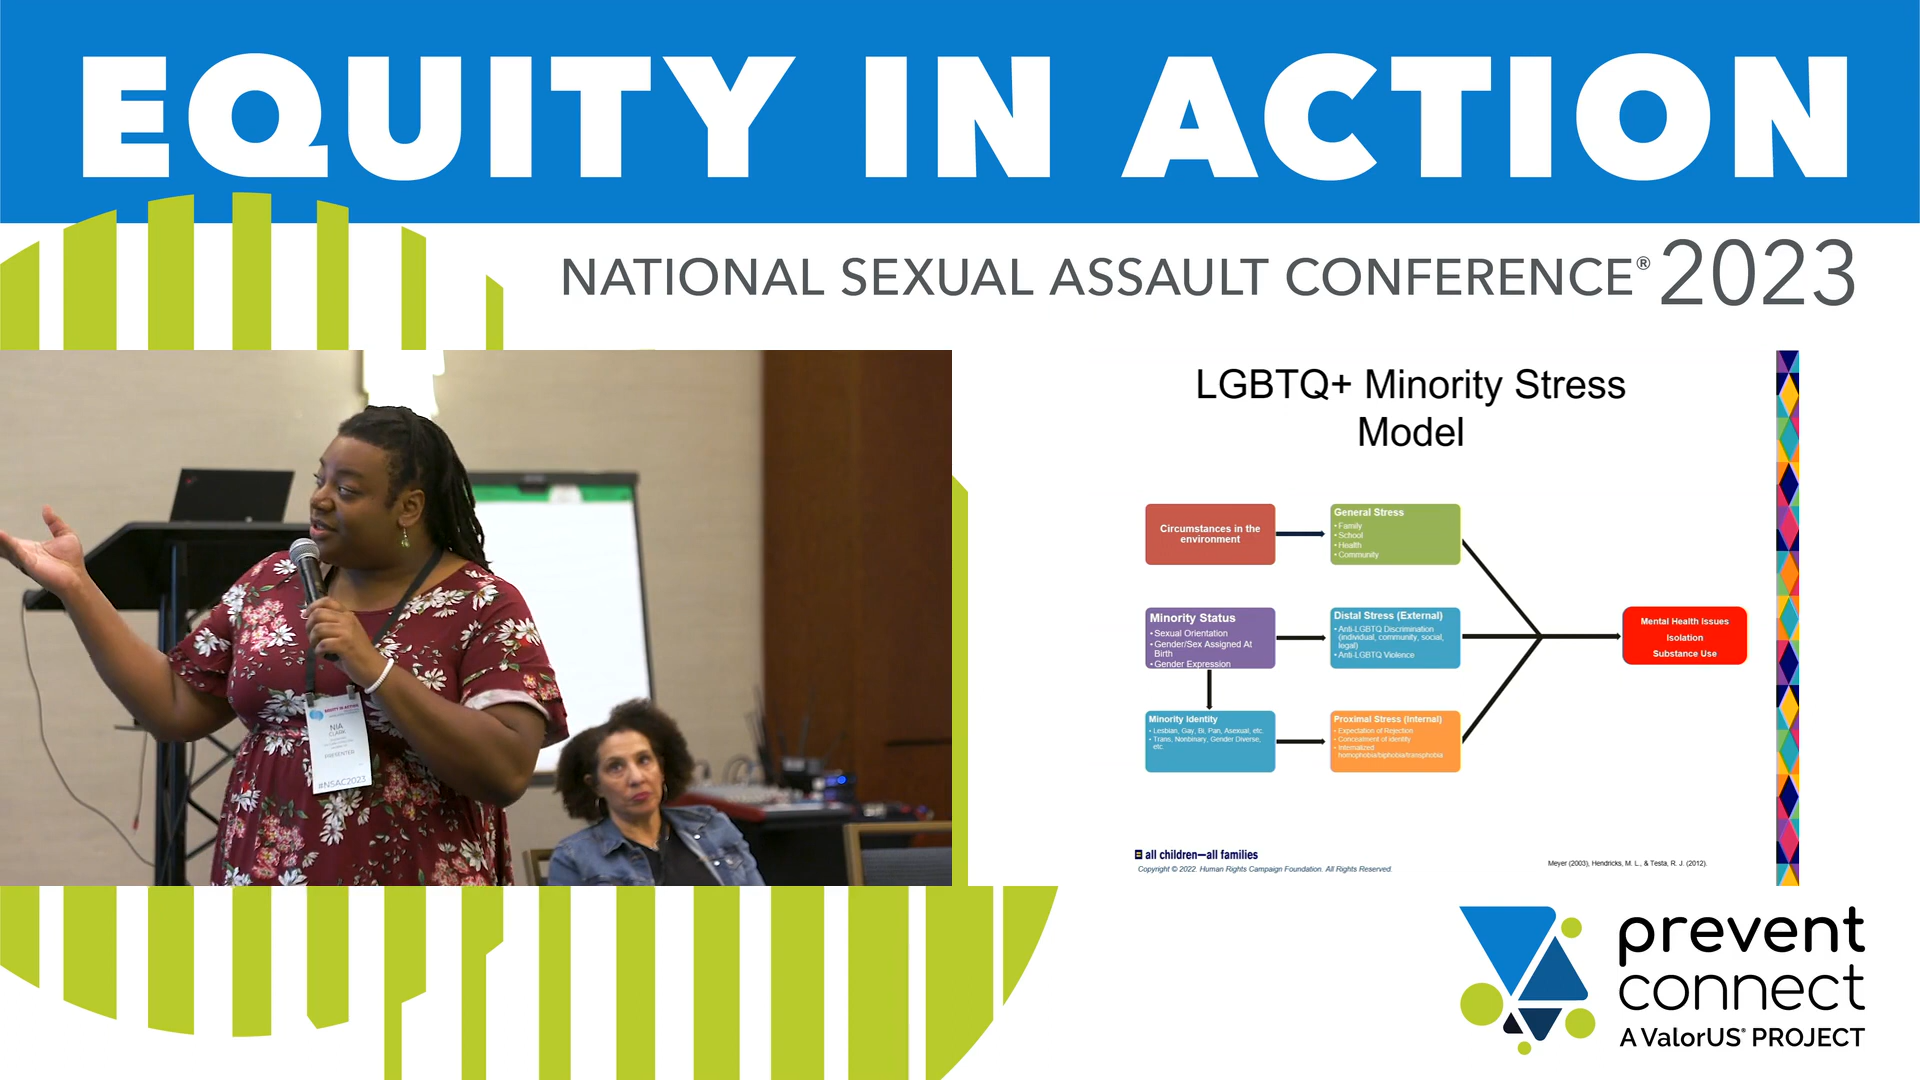 EQUITY IN ACTION
NATIONAL SEXUAL ASSAULT CONFERENCE® 2023
NIA
CLARK
PRESENTER
#NSAC2023
LGBTQ+ Minority Stress
Model
Circumstances in the
environment
General Stress
• Family
• School
• Health
• Community
Minority Status
• Sexual Orientation
• Gender/Sex Assigned At
Birth
• Gender Expression
Distal Stress (External)
• Anti-LGBTQ Discrimination
(individual, community, social,
legal)
• Anti-LGBTQ Violence
Mental Health Issues
Isolation
Substance Use
Minority Identity
• Lesbian, Gay, Bi, Pan, Asexual, etc.
• Trans, Nonbinary, Gender Diverse,
etc.
Proximal Stress (Internal)
• Expectation of Rejection
• Concealment of Identity
• Internalized
homophobia/biphobia/transphobia
all children—all families
Copyright © 2022. Human Rights Campaign Foundation. All Rights Reserved.
Meyer (2003), Hendricks, M. L., & Testa, R. J. (2012).
prevent
connect
A ValorUS® PROJECT